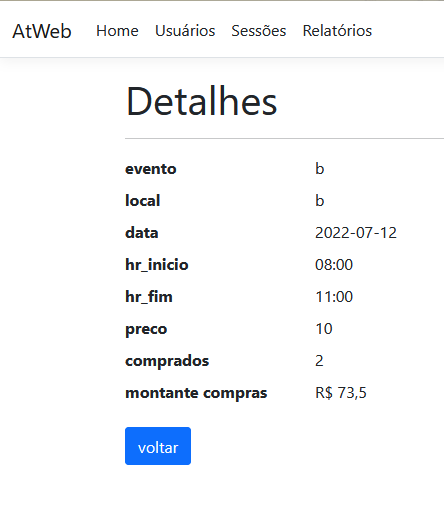 AtWeb Home Usuários Sessões Relatórios
Detalhes
evento b
local b
data 2022-07-12
hr_inicio 08:00
hr_fim 11:00
preco 10
comprados 2
montante compras R$ 73,5
voltar